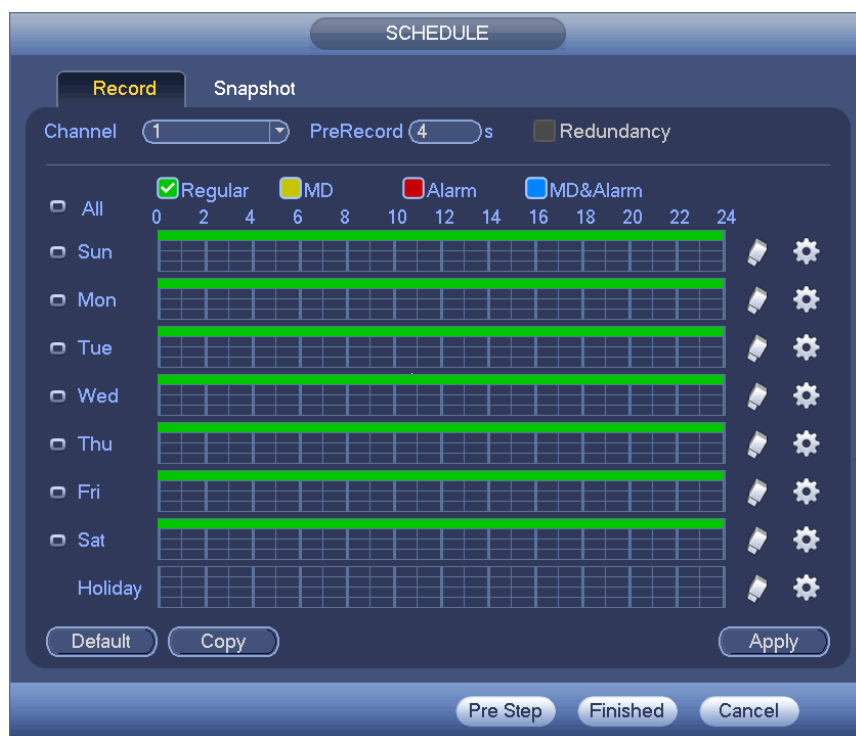 SCHEDULE
Record Snapshot
Channel 1 PreRecord 4 s Redundancy
Regular MD Alarm MD&Alarm
All
0 2 4 6 8 10 12 14 16 18 20 22 24
Sun
Mon
Tue
Wed
Thu
Fri
Sat
Holiday
Default Copy Apply
Pre Step Finished Cancel